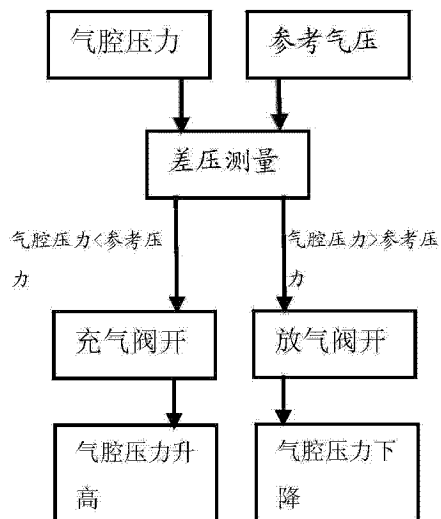 气腔压力
参考气压
差压测量
气腔压力<参考压
力
气腔压力>参考压
力
充气阀开
放气阀开
气腔压力升
高
气腔压力下
降